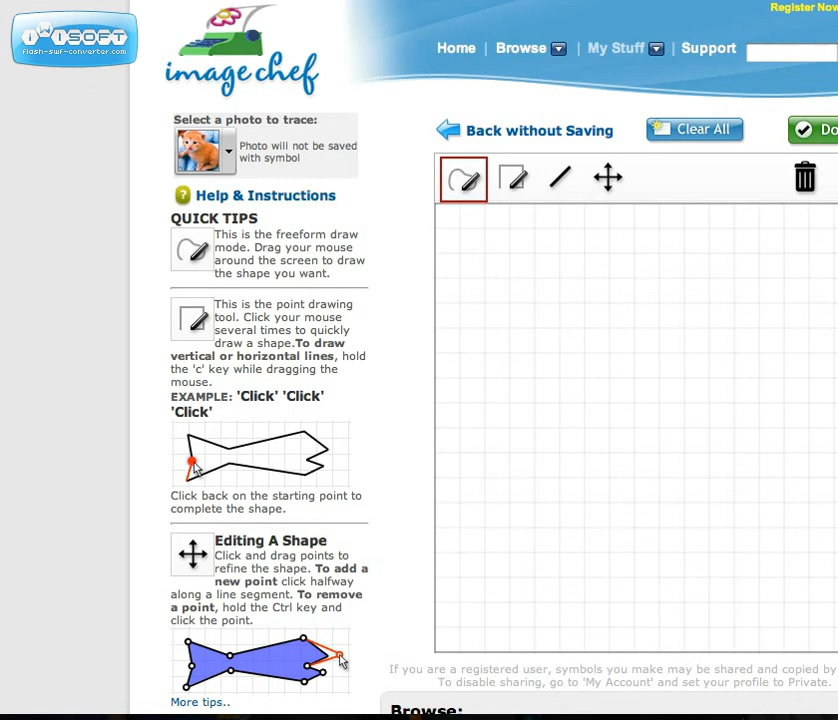 iWiSOFT
flash-swf-converter.com
image chef
Register Now
Home | Browse | My Stuff | Support
Select a photo to trace:
Photo will not be saved
with symbol
? Help & Instructions
QUICK TIPS
This is the freeform draw
mode. Drag your mouse
around the screen to draw
the shape you want.
This is the point drawing
tool. Click your mouse
several times to quickly
draw a shape.To draw
vertical or horizontal lines, hold
the 'c' key while dragging the
mouse.
EXAMPLE: 'Click' 'Click'
'Click'
Click back on the starting point to
complete the shape.
Editing A Shape
Click and drag points to
refine the shape. To add a
new point click halfway
along a line segment. To remove
a point, hold the Ctrl key and
click the point.
More tips..
Back without Saving
Clear All
Do
If you are a registered user, symbols you make may be shared and copied by
To disable sharing, go to 'My Account' and set your profile to Private.
Browse: